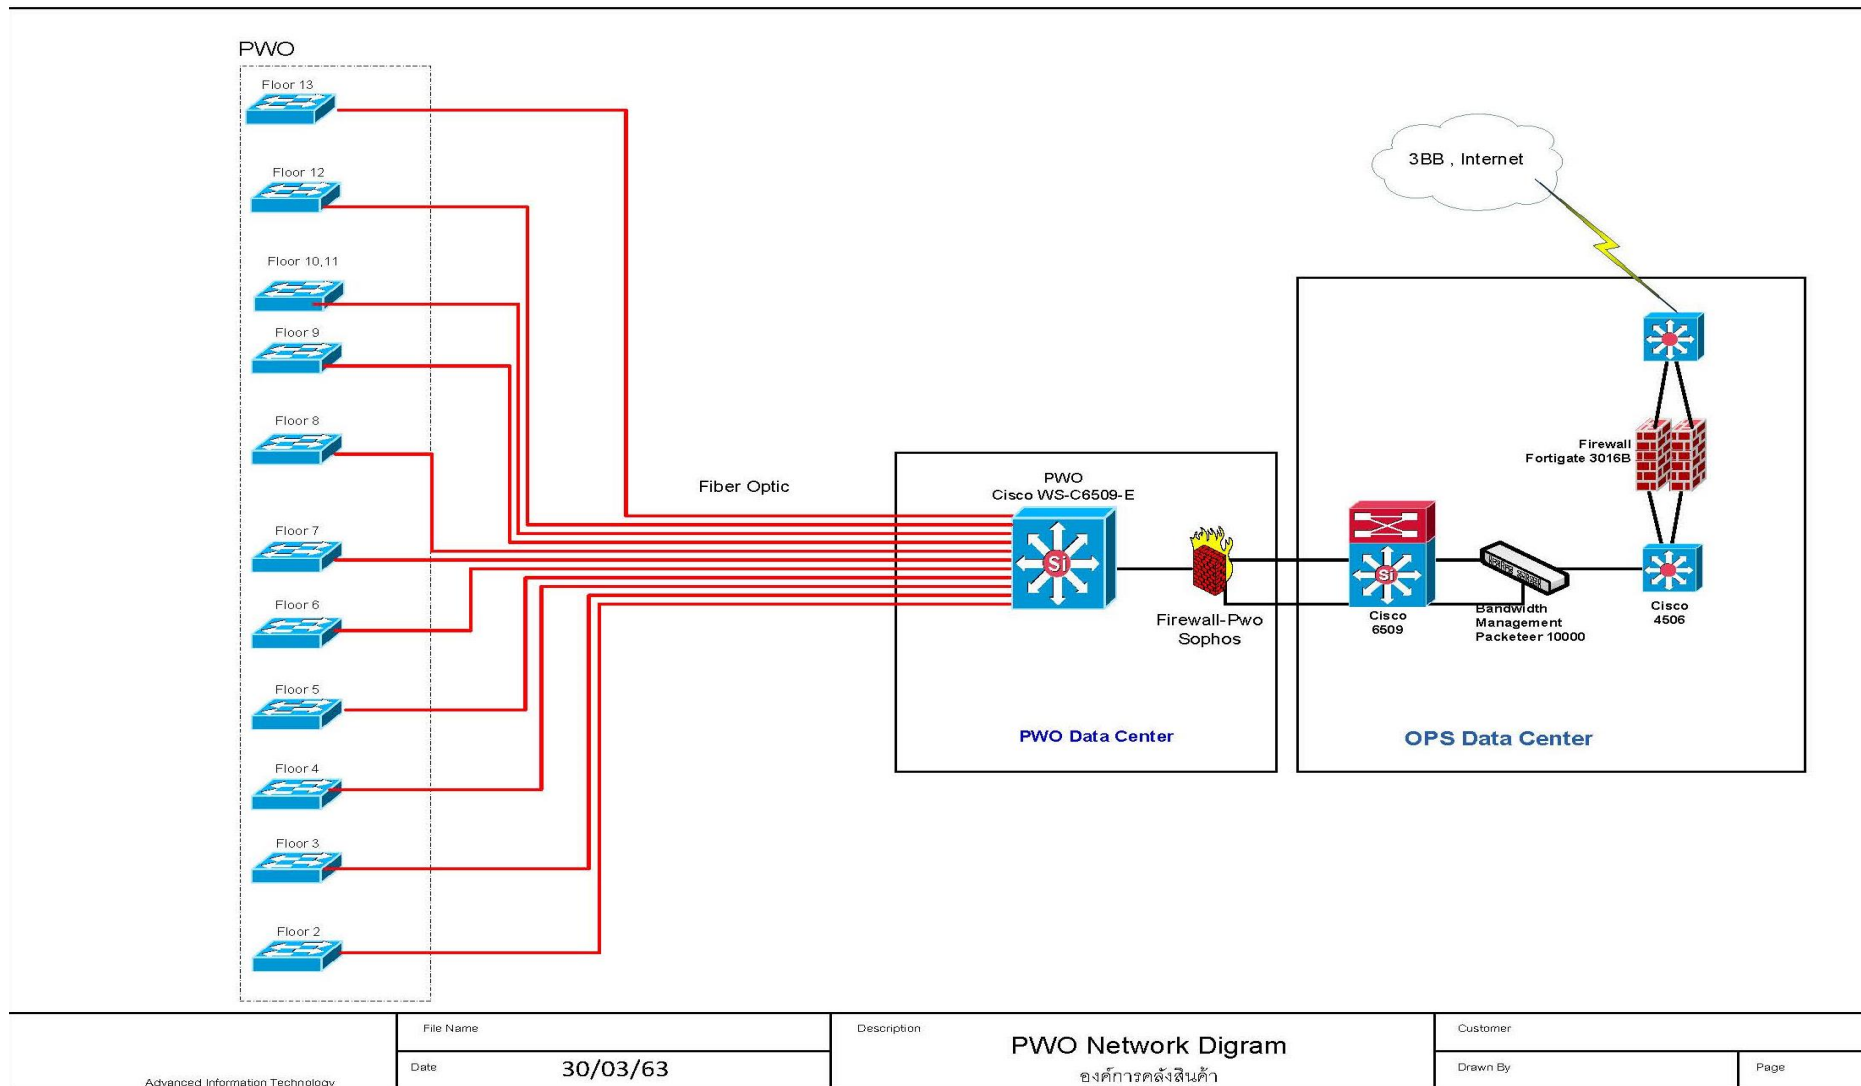 PWO
Floor 13
Floor 12
Floor 10,11
Floor 9
Floor 8
Floor 7
Floor 6
Floor 5
Floor 4
Floor 3
Floor 2
Fiber Optic
PWO
Cisco WS-C6509-E
Si
Firewall-Pwo
Sophos
PWO Data Center
3BB , Internet
Firewall
Fortigate 3016B
Si
Cisco
6509
Bandwidth
Management
Packeteer 10000
Cisco
4506
OPS Data Center
Advanced Information Technology
File Name
Date
30/03/63
Description
PWO Network Digram
องค์การคลังสินค้า
Customer
Drawn By
Page